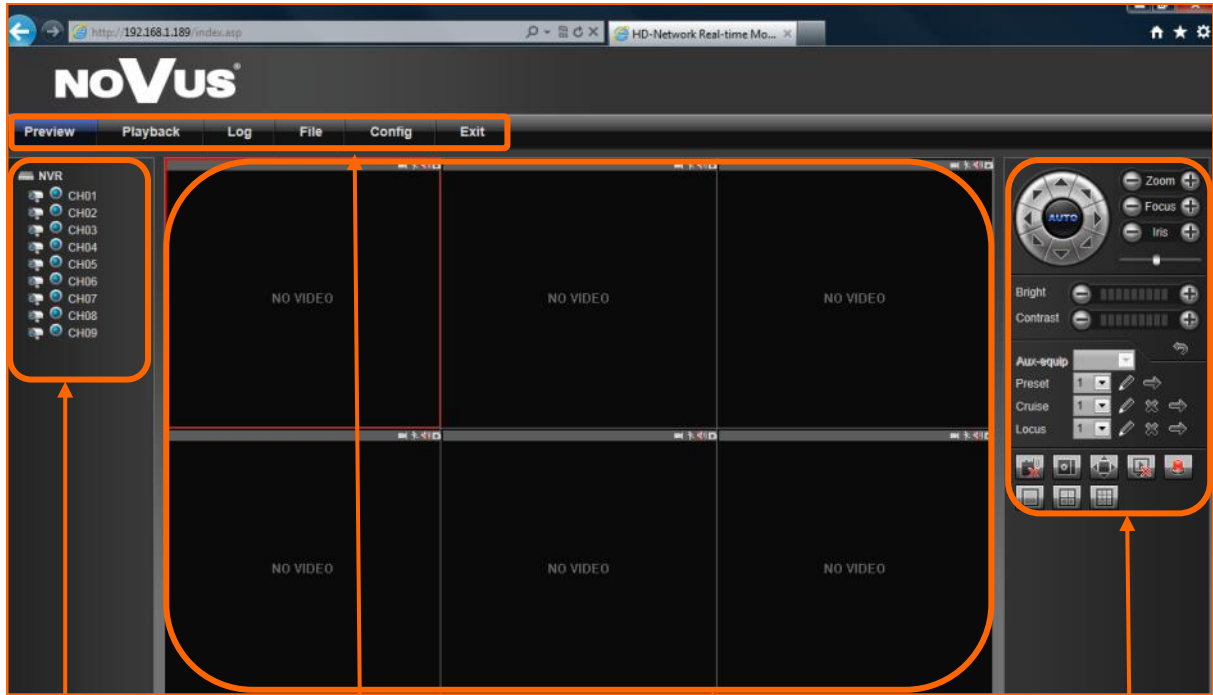 http://192.168.1.189/index.asp
HD-Network Real-time Mo...
NOVUS®
Preview Playback Log File Config Exit
NVR
CH01
CH02
CH03
CH04
CH05
CH06
CH07
CH08
CH09
NO VIDEO NO VIDEO NO VIDEO
NO VIDEO NO VIDEO NO VIDEO
AUTO
Zoom
Focus
Iris
Bright
Contrast
Aux-equip
Preset 1
Cruise 1
Locus 1